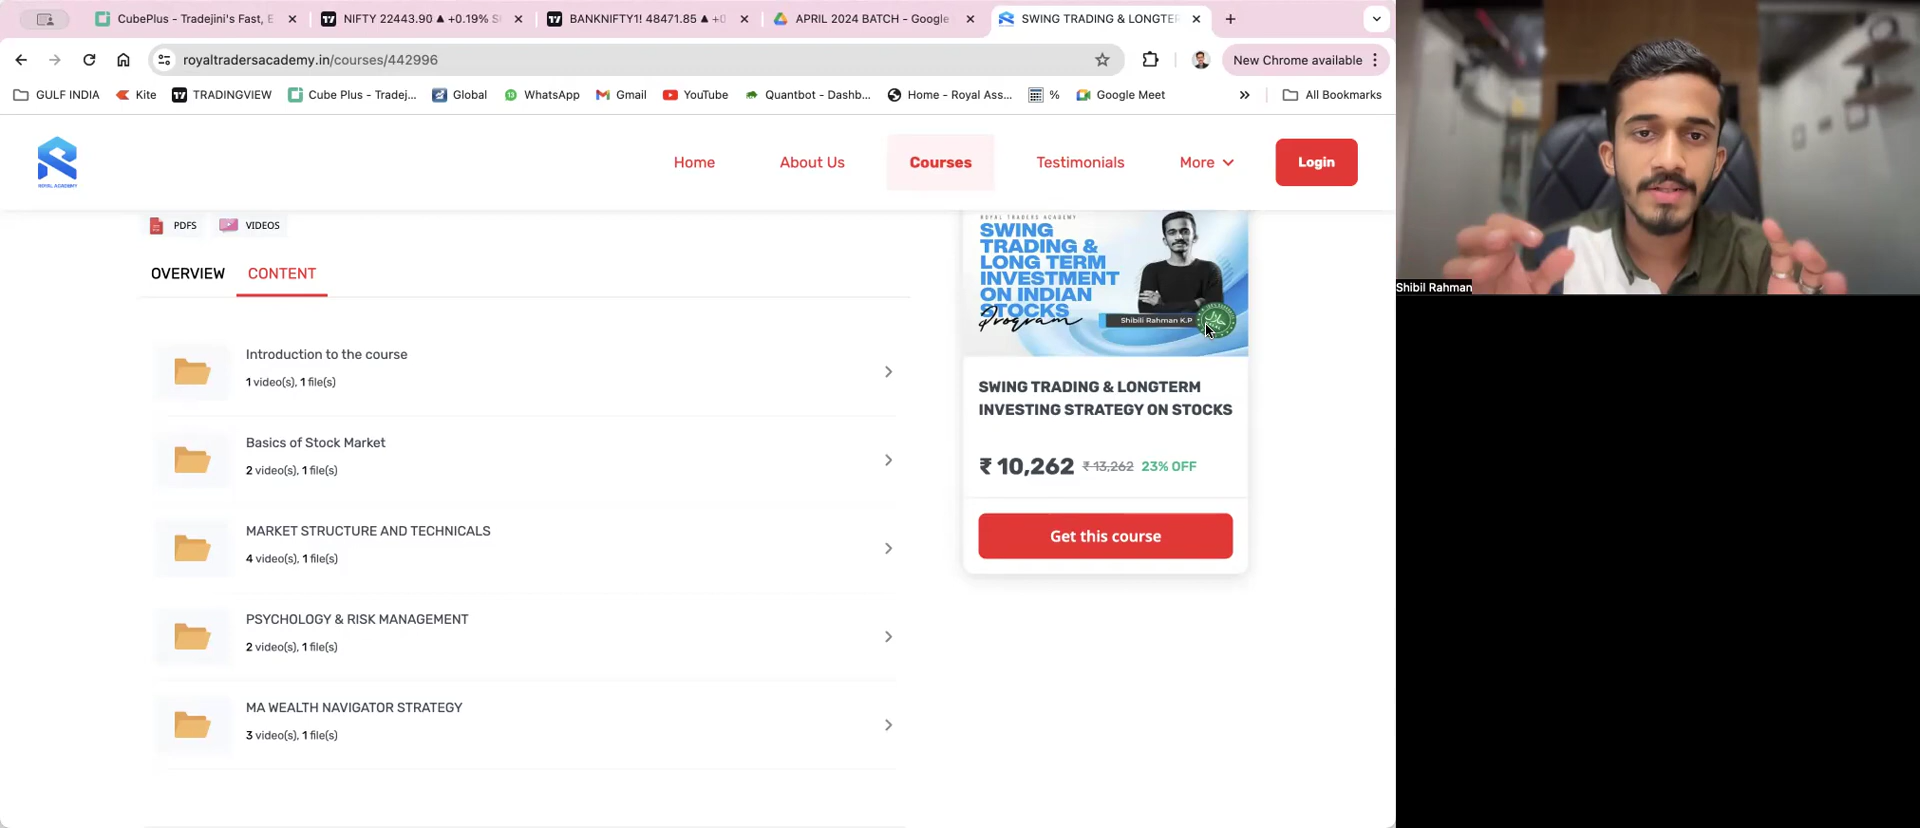 CubePlus - Tradejini's Fast, E
NIFTY 22443.90 ▲ +0.19% S
BANKNIFTY1! 48471.85 ▲ +0
APRIL 2024 BATCH - Google
SWING TRADING & LONGTER
royaltradersacademy.in/courses/442996
New Chrome available
GULF INDIA
Kite
TRADINGVIEW
Cube Plus - Tradej...
Global
WhatsApp
Gmail
YouTube
Quantbot - Dashb...
Home - Royal Ass...
%
Google Meet
»
All Bookmarks
ROYAL ACADEMY
Home
About Us
Courses
Testimonials
More
Login
PDFS
VIDEOS
OVERVIEW
CONTENT
Introduction to the course
1 video(s), 1 file(s)
Basics of Stock Market
2 video(s), 1 file(s)
MARKET STRUCTURE AND TECHNICALS
4 video(s), 1 file(s)
PSYCHOLOGY & RISK MANAGEMENT
2 video(s), 1 file(s)
MA WEALTH NAVIGATOR STRATEGY
3 video(s), 1 file(s)
ROYAL TRADERS ACADEMY
SWING
TRADING &
LONG TERM
INVESTMENT
ON INDIAN
STOCKS
Program
Shibili Rahman K.P
SWING TRADING & LONGTERM
INVESTING STRATEGY ON STOCKS
₹ 10,262 ₹ 13,262 23% OFF
Get this course
Shibil Rahman